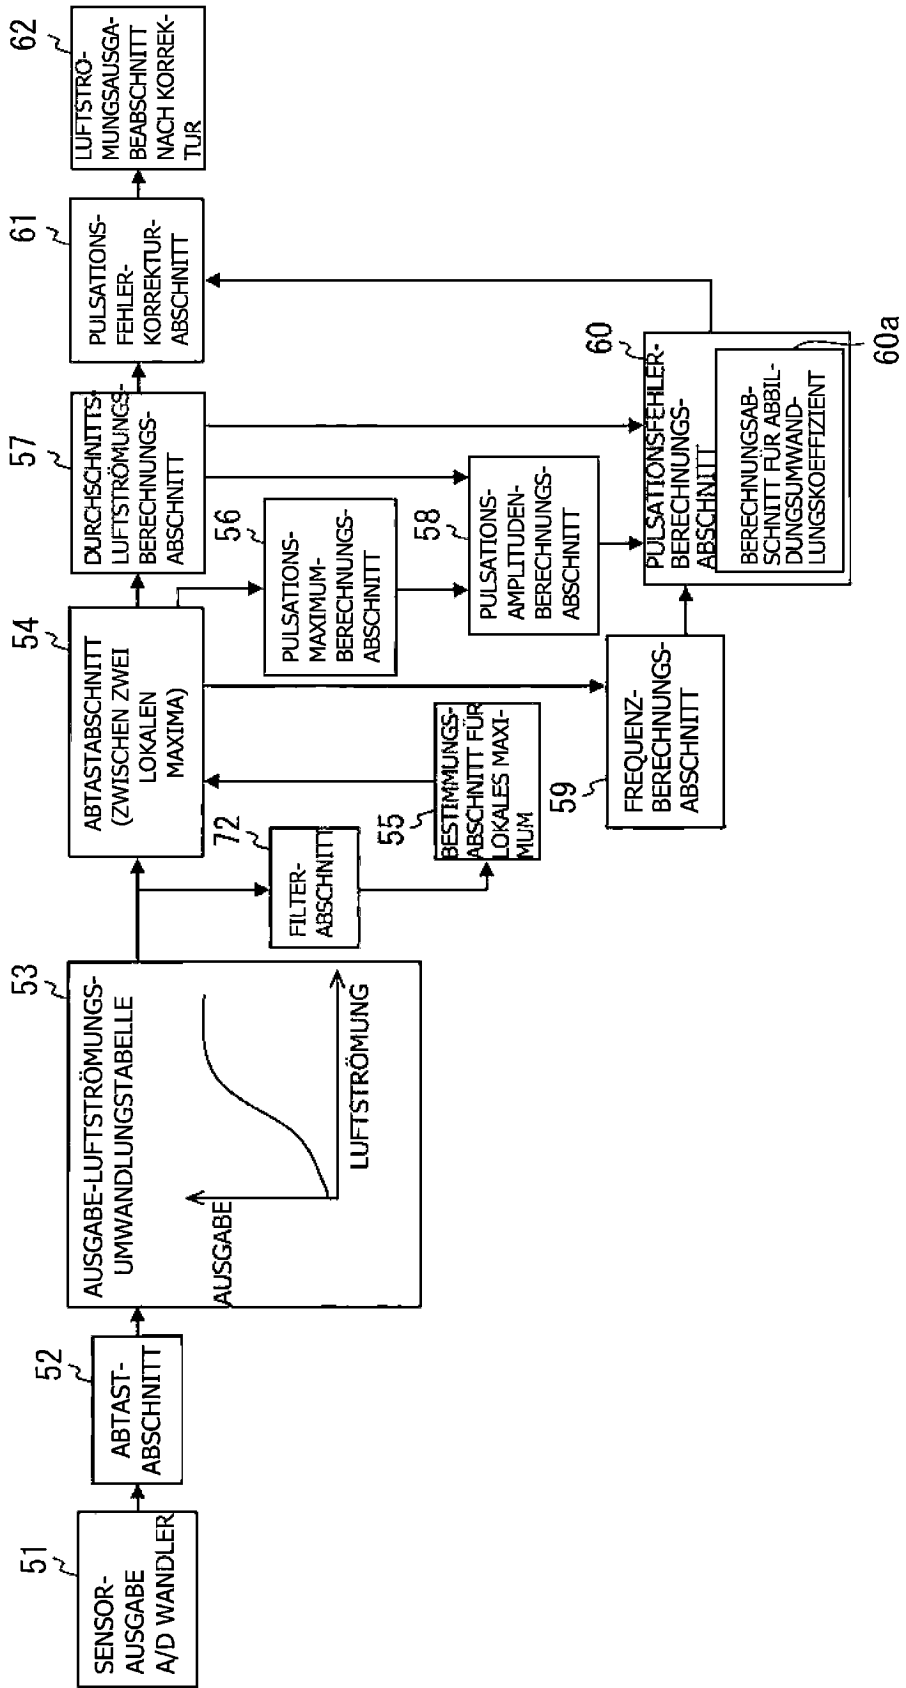 51
SENSOR-
AUSGABE
A/D WANDLER
52
ABTAST-
ABSCHNITT
53
AUSGABE-LUFTSTRÖMUNGS-
UMWANDLUNGSTABELLE
AUSGABE
LUFTSTRÖMUNG
72
FILTER-
ABSCHNITT
54
ABTASTABSCHNITT
(ZWISCHEN ZWEI
LOKALEN
MAXIMA)
55
BESTIMMUNGS-
ABSCHNITT FÜR
LOKALES MAXI-
MUM
56
PULSATIONS-
MAXIMUM-
BERECHNUNGS-
ABSCHNITT
57
DURCHSCHNITTS-
LUFTSTRÖMUNGS-
BERECHNUNGS-
ABSCHNITT
58
PULSATIONS-
AMPLITUDEN-
BERECHNUNGS-
ABSCHNITT
59
FREQUENZ-
BERECHNUNGS-
ABSCHNITT
60
PULSATIONSFEHLER-
BERECHNUNGS-
ABSCHNITT
60a
BERECHNUNGSAB-
SCHNITT FÜR ABBIL-
DUNGSUMWAND-
LUNGSKOEFFIZIENT
61
PULSATIONS-
FEHLER-
KORREKTUR-
ABSCHNITT
62
LUFTSTRO-
MUNGSAUSGA-
BEABSCHNITT
NACH KORREK-
TUR